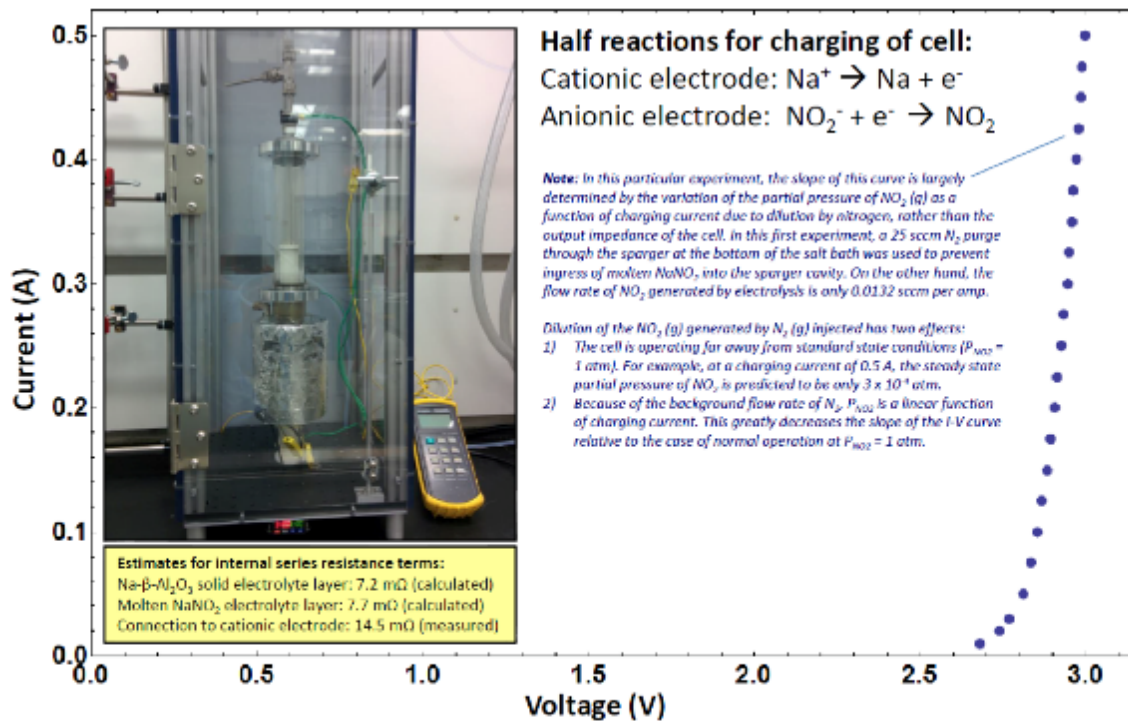 Half reactions for charging of cell:
Cationic electrode: Na⁺ → Na + e⁻
Anionic electrode: NO₂⁻ + e⁻ → NO₂
Note: In this particular experiment, the slope of this curve is largely
determined by the variation of the partial pressure of NO₂ (g) as a
function of charging current due to dilution by nitrogen, rather than the
output impedance of the cell. In this first experiment, a 25 sccm N₂ purge
through the sparger at the bottom of the salt bath was used to prevent
ingress of molten NaNO₂ into the sparger cavity. On the other hand, the
flow rate of NO₂ generated by electrolysis is only 0.0132 sccm per amp.
Dilution of the NO₂ (g) generated by N₂ (g) injected has two effects:
1) The cell is operating far away from standard state conditions (P_NO2 =
1 atm). For example, at a charging current of 0.5 A, the steady state
partial pressure of NO₂ is predicted to be only 3 x 10 atm.
2) Because of the background flow rate of N₂, P_NO2 is a linear function
of charging current. This greatly decreases the slope of the I-V curve
relative to the case of normal operation at P_NO2 = 1 atm.
Estimates for internal series resistance terms:
Na-β-Al₂O₃ solid electrolyte layer: 7.2 mΩ (calculated)
Molten NaNO₂ electrolyte layer: 7.7 mΩ (calculated)
Connection to cationic electrode: 14.5 mΩ (measured)
Current (A)
0.5
0.4
0.3
0.2
0.1
0.0
0.0 0.5 1.0 1.5 2.0 2.5 3.0
Voltage (V)